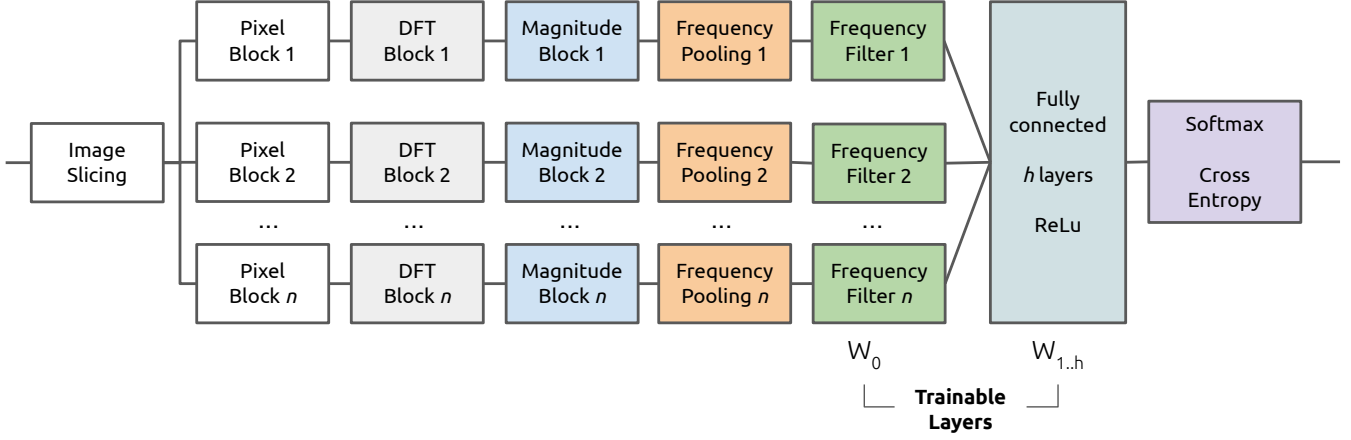 Image
Slicing
Pixel
Block 1
DFT
Block 1
Magnitude
Block 1
Frequency
Pooling 1
Frequency
Filter 1
Pixel
Block 2
DFT
Block 2
Magnitude
Block 2
Frequency
Pooling 2
Frequency
Filter 2
...
...
...
...
...
Pixel
Block n
DFT
Block n
Magnitude
Block n
Frequency
Pooling n
Frequency
Filter n
Fully
connected
h layers
ReLu
Softmax
Cross
Entropy
W0
W1..h
Trainable
Layers